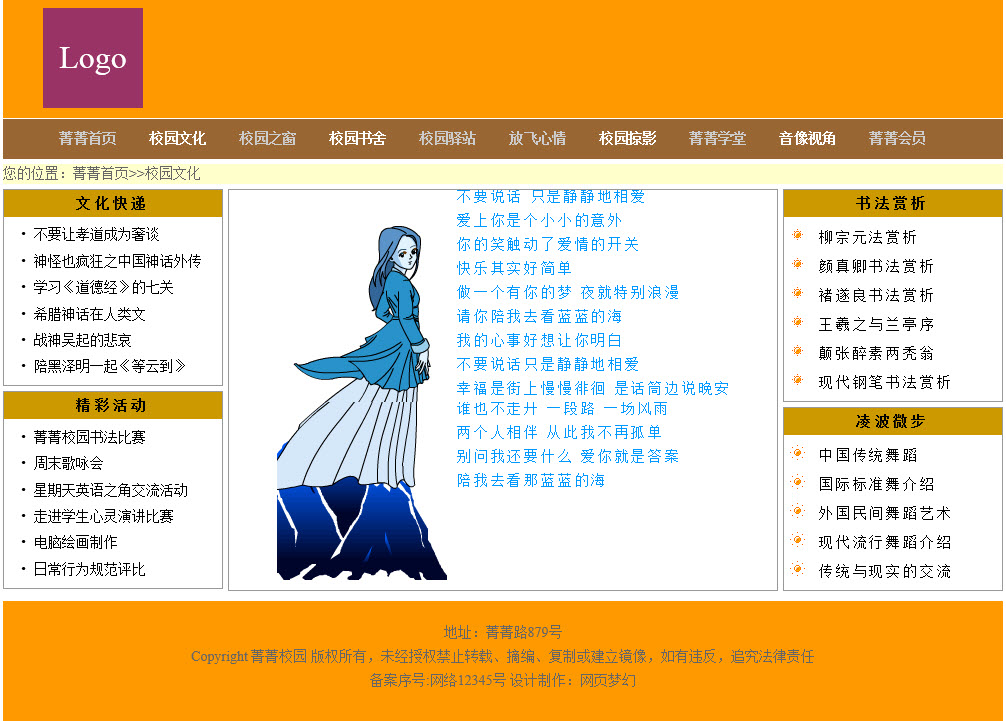 Logo
菁菁首页 校园文化 校园之窗 校园书舍 校园驿站 放飞心情 校园掠影 菁菁学堂 音像视角 菁菁会员
您的位置：菁菁首页>>校园文化
文化快递
• 不要让孝道成为奢谈
• 神怪也疯狂之中国神话外传
• 学习《道德经》的七关
• 希腊神话在人类文
• 战神吴起的悲哀
• 陪黑泽明一起《等云到》
精彩活动
• 菁菁校园书法比赛
• 周末歌咏会
• 星期天英语之角交流活动
• 走进学生心灵演讲比赛
• 电脑绘画制作
• 日常行为规范评比
不要说话 只是静静地相爱
爱上你是个小小的意外
你的笑触动了爱情的开关
快乐其实好简单
做一个有你的梦 夜就特别浪漫
请你陪我去看蓝蓝的海
我的心事好想让你明白
不要说话只是静静地相爱
幸福是街上慢慢徘徊 是话筒边说晚安
谁也不走廾 一段路 一场风雨
两个人相伴 从此我不再孤单
别问我还要什么 爱你就是答案
陪我去看那蓝蓝的海
书法赏析
柳宗元法赏析
颜真卿书法赏析
褚遂良书法赏析
王羲之与兰亭序
颠张醉素两秃翁
现代钢笔书法赏析
凌波微步
中国传统舞蹈
国际标准舞介绍
外国民间舞蹈艺术
现代流行舞蹈介绍
传统与现实的交流
地址：菁菁路879号
Copyright 菁菁校园 版权所有，未经授权禁止转载、摘编、复制或建立镜像，如有违反，追究法律责任
备案序号:网络12345号 设计制作：网页梦幻